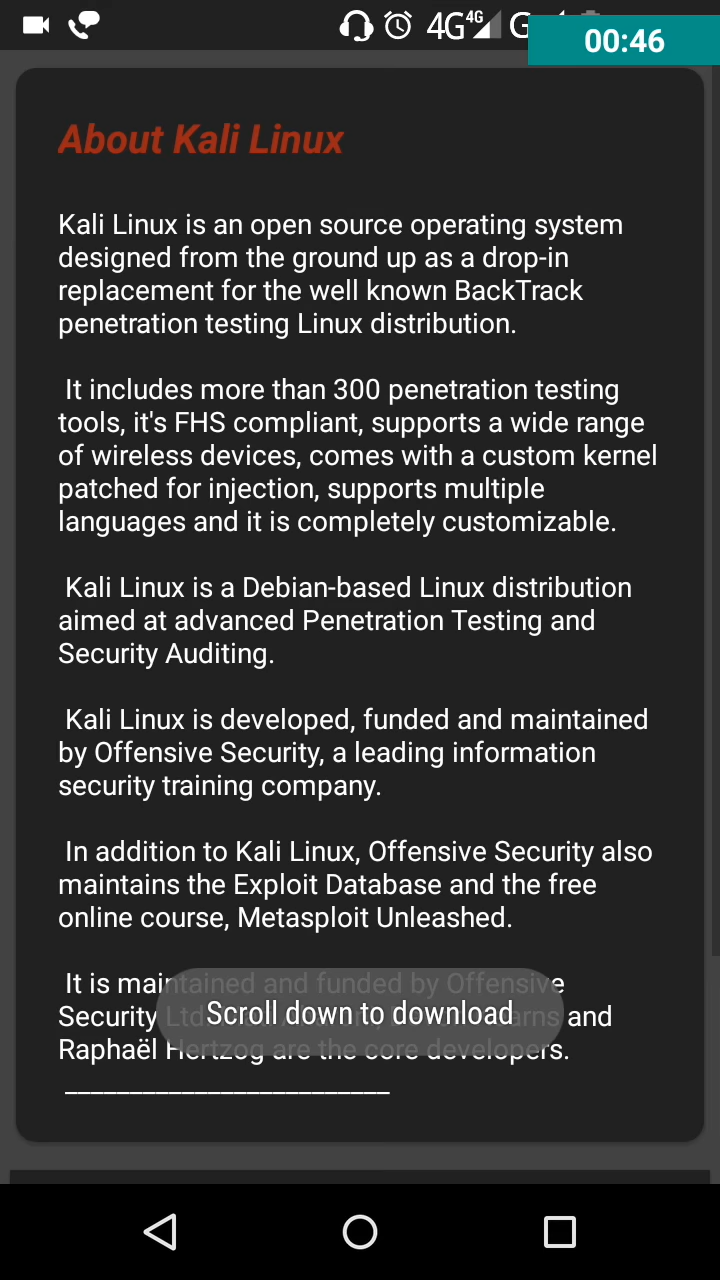 4G 4G G
00:46
About Kali Linux
Kali Linux is an open source operating system
designed from the ground up as a drop-in
replacement for the well known BackTrack
penetration testing Linux distribution.
It includes more than 300 penetration testing
tools, it's FHS compliant, supports a wide range
of wireless devices, comes with a custom kernel
patched for injection, supports multiple
languages and it is completely customizable.
Kali Linux is a Debian-based Linux distribution
aimed at advanced Penetration Testing and
Security Auditing.
Kali Linux is developed, funded and maintained
by Offensive Security, a leading information
security training company.
In addition to Kali Linux, Offensive Security also
maintains the Exploit Database and the free
online course, Metasploit Unleashed.
It is maintained and funded by Offensive
Security Ltd. and
Scroll down to download
Raphaël Hertzog are the core developers.
_________________________